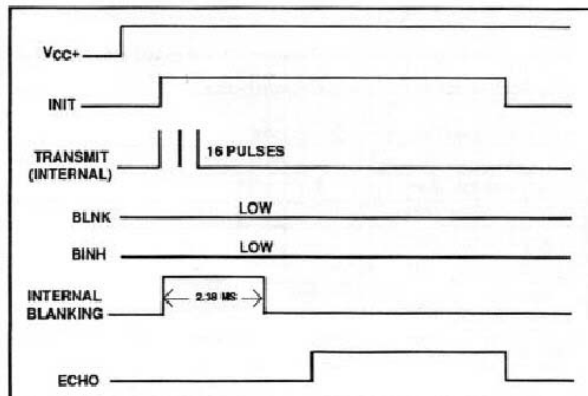 VCC+
INIT
TRANSMIT
(INTERNAL)
16 PULSES
BLNK
LOW
BINH
LOW
INTERNAL
BLANKING
2.38 MS
ECHO